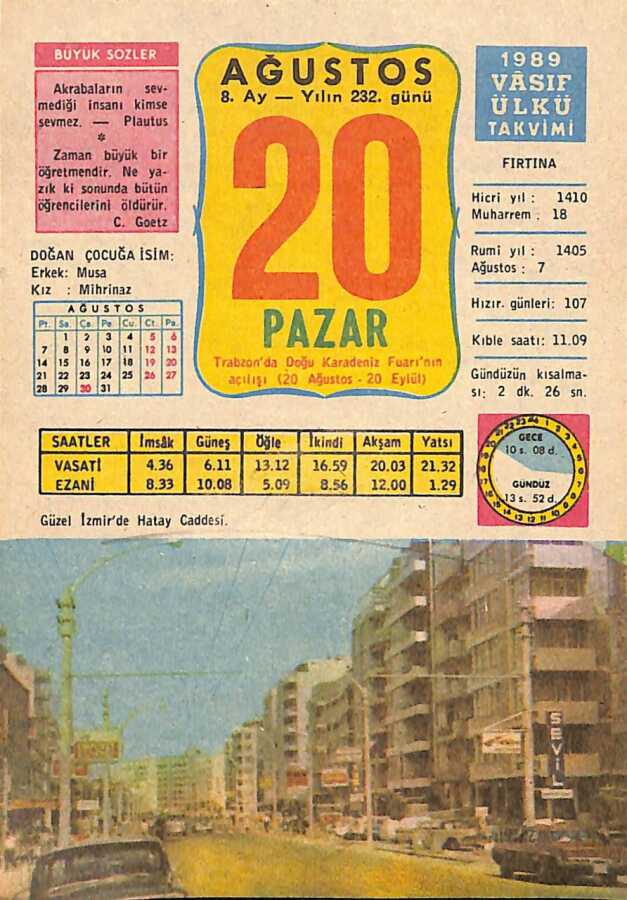 BÜYÜK SÖZLER
Akrabaların sev-
mediği insanı kimse
sevmez. — Plautus
*
Zaman büyük bir
öğretmendir. Ne ya-
zık ki sonunda bütün
öğrencilerini öldürür.
C. Goetz
DOĞAN ÇOCUĞA İSİM:
Erkek: Musa
Kız : Mihrinaz
AĞUSTOS
Pt. Sa. Ça. Pe. Cu. Ct. Pa.
1 2 3 4 5 6
7 8 9 10 11 12 13
14 15 16 17 18 19 20
21 22 23 24 25 26 27
28 29 30 31
AĞUSTOS
8. Ay — Yılın 232. günü
20
PAZAR
Trabzon'da Doğu Karadeniz Fuarı'nın
açılışı (20 Ağustos - 20 Eylül)
1989
VÂSIF
ÜLKÜ
TAKVİMİ
FIRTINA
Hicri yıl : 1410
Muharrem : 18
Rumi yıl : 1405
Ağustos : 7
Hızır. günleri: 107
Kıble saati: 11.09
Gündüzün kısalma-
sı: 2 dk. 26 sn.
SAATLER İmsâk Güneş Öğle İkindi Akşam Yatsı
VASATİ 4.36 6.11 13.12 16.59 20.03 21.32
EZANİ 8.33 10.08 5.09 8.56 12.00 1.29
GECE
10 s. 08 d.
GÜNDÜZ
13 s. 52 d.
Güzel İzmir'de Hatay Caddesi.
SEVİL